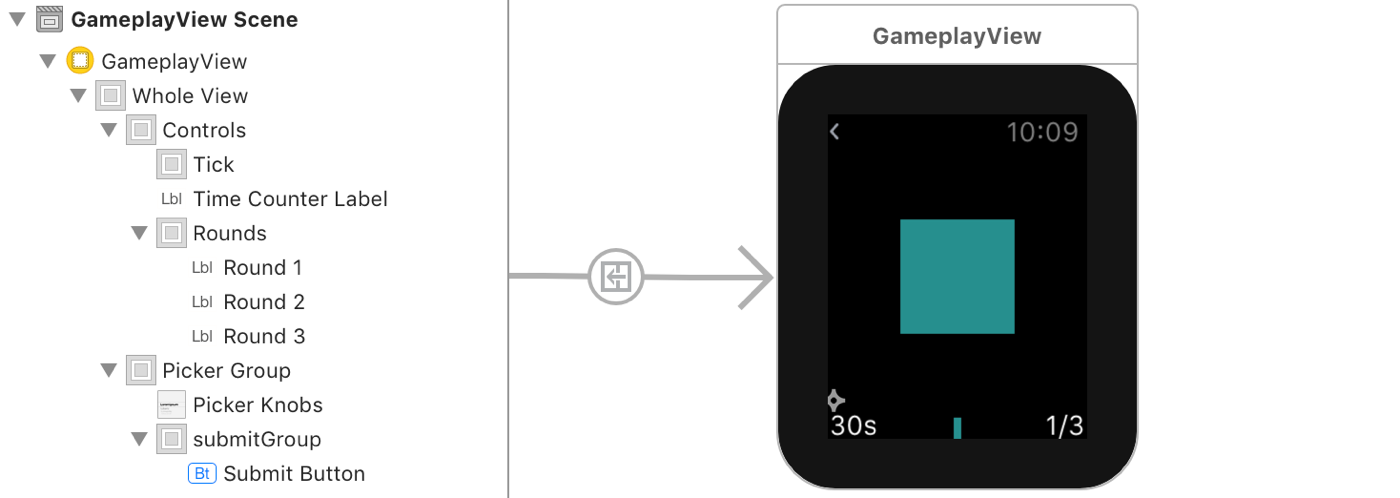 GameplayView Scene
GameplayView
Whole View
Controls
Tick
Lbl Time Counter Label
Rounds
Lbl Round 1
Lbl Round 2
Lbl Round 3
Picker Group
Picker Knobs
submitGroup
Bt Submit Button
GameplayView
10:09
30s 1/3